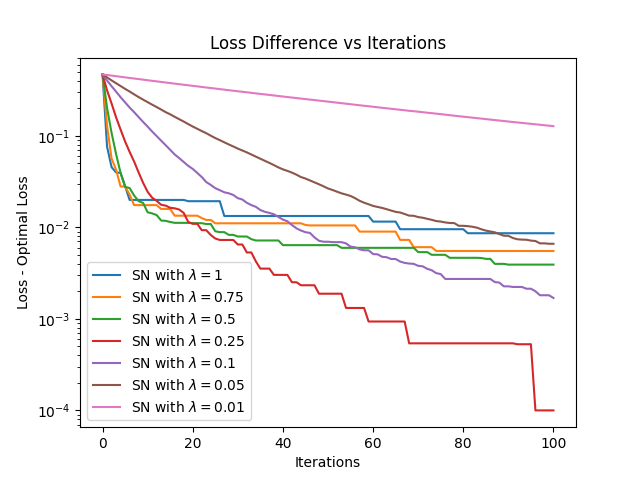 Loss Difference vs Iterations
Loss - Optimal Loss
10⁻¹
10⁻²
10⁻³
10⁻⁴
SN with λ = 1
SN with λ = 0.75
SN with λ = 0.5
SN with λ = 0.25
SN with λ = 0.1
SN with λ = 0.05
SN with λ = 0.01
0 20 40 60 80 100
Iterations